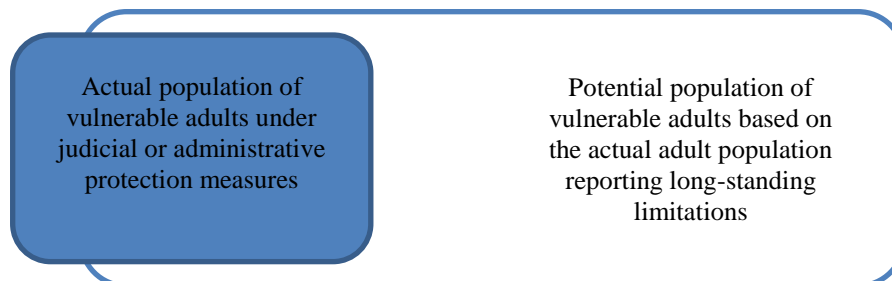 Actual population of
vulnerable adults under
judicial or administrative
protection measures
Potential population of
vulnerable adults based on
the actual adult population
reporting long-standing
limitations